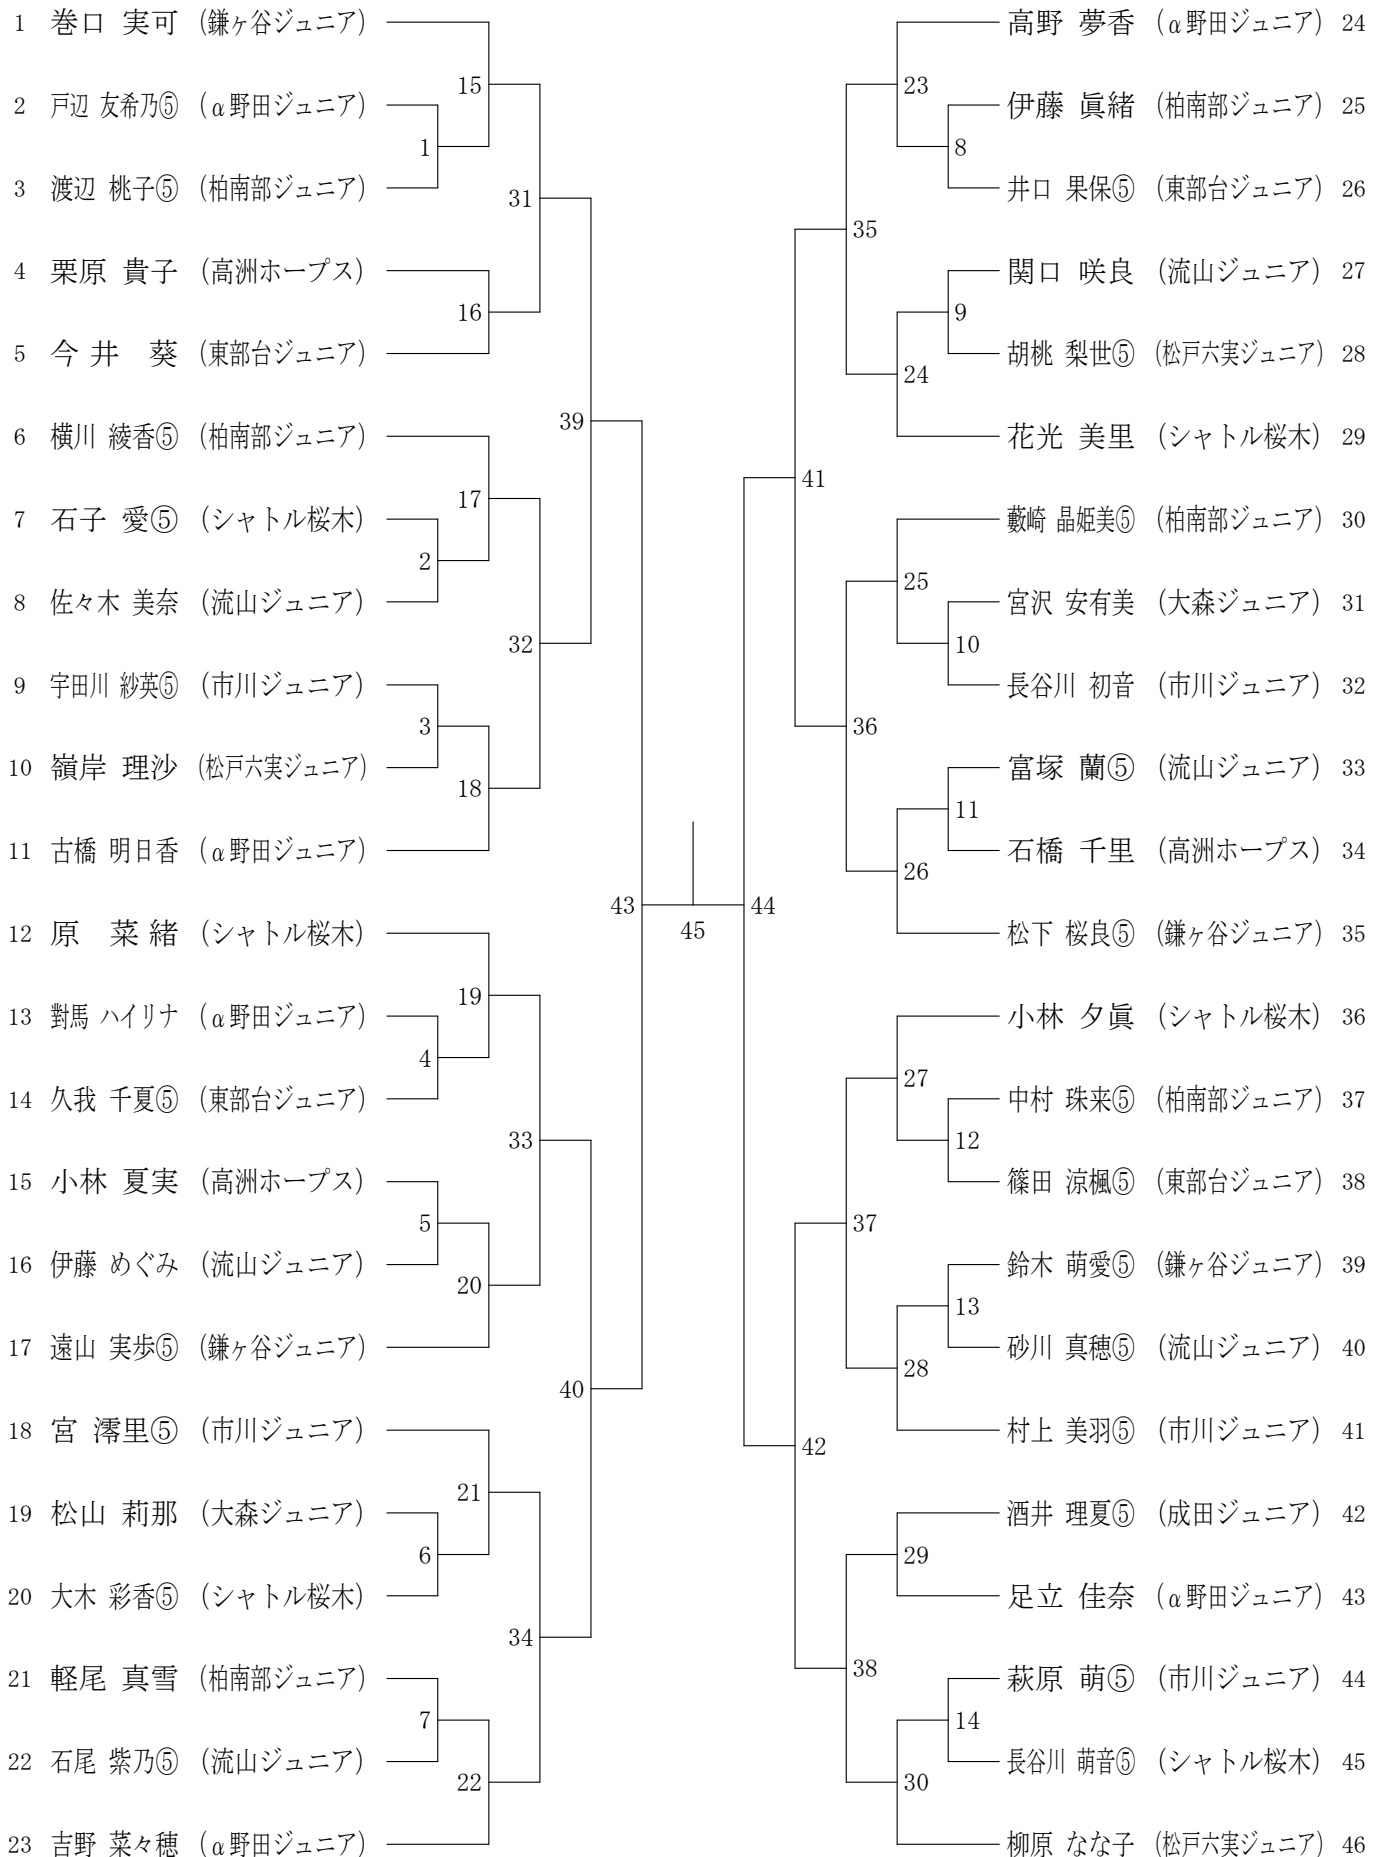 1 巻口 実可 (鎌ヶ谷ジュニア)
2 戸辺 友希乃⑤ (α野田ジュニア)
3 渡辺 桃子⑤ (柏南部ジュニア)
4 栗原 貴子 (高洲ホープス)
5 今井 葵 (東部台ジュニア)
6 横川 綾香⑤ (柏南部ジュニア)
7 石子 愛⑤ (シャトル桜木)
8 佐々木 美奈 (流山ジュニア)
9 宇田川 紗英⑤ (市川ジュニア)
10 嶺岸 理沙 (松戸六実ジュニア)
11 古橋 明日香 (α野田ジュニア)
12 原 菜緒 (シャトル桜木)
13 對馬 ハイリナ (α野田ジュニア)
14 久我 千夏⑤ (東部台ジュニア)
15 小林 夏実 (高洲ホープス)
16 伊藤 めぐみ (流山ジュニア)
17 遠山 実歩⑤ (鎌ヶ谷ジュニア)
18 宮 澪里⑤ (市川ジュニア)
19 松山 莉那 (大森ジュニア)
20 大木 彩香⑤ (シャトル桜木)
21 軽尾 真雪 (柏南部ジュニア)
22 石尾 紫乃⑤ (流山ジュニア)
23 吉野 菜々穂 (α野田ジュニア)
1
2
3
4
5
6
7
15
16
17
18
19
20
21
22
31
32
33
34
39
40
43
45
44
41
42
35
36
37
38
23
24
25
26
27
28
29
30
8
9
10
11
12
13
14
高野 夢香 (α野田ジュニア) 24
伊藤 眞緒 (柏南部ジュニア) 25
井口 果保⑤ (東部台ジュニア) 26
関口 咲良 (流山ジュニア) 27
胡桃 梨世⑤ (松戸六実ジュニア) 28
花光 美里 (シャトル桜木) 29
藪崎 晶姫美⑤ (柏南部ジュニア) 30
宮沢 安有美 (大森ジュニア) 31
長谷川 初音 (市川ジュニア) 32
富塚 蘭⑤ (流山ジュニア) 33
石橋 千里 (高洲ホープス) 34
松下 桜良⑤ (鎌ヶ谷ジュニア) 35
小林 夕眞 (シャトル桜木) 36
中村 珠来⑤ (柏南部ジュニア) 37
篠田 涼楓⑤ (東部台ジュニア) 38
鈴木 萌愛⑤ (鎌ヶ谷ジュニア) 39
砂川 真穂⑤ (流山ジュニア) 40
村上 美羽⑤ (市川ジュニア) 41
酒井 理夏⑤ (成田ジュニア) 42
足立 佳奈 (α野田ジュニア) 43
萩原 萌⑤ (市川ジュニア) 44
長谷川 萌音⑤ (シャトル桜木) 45
柳原 なな子 (松戸六実ジュニア) 46